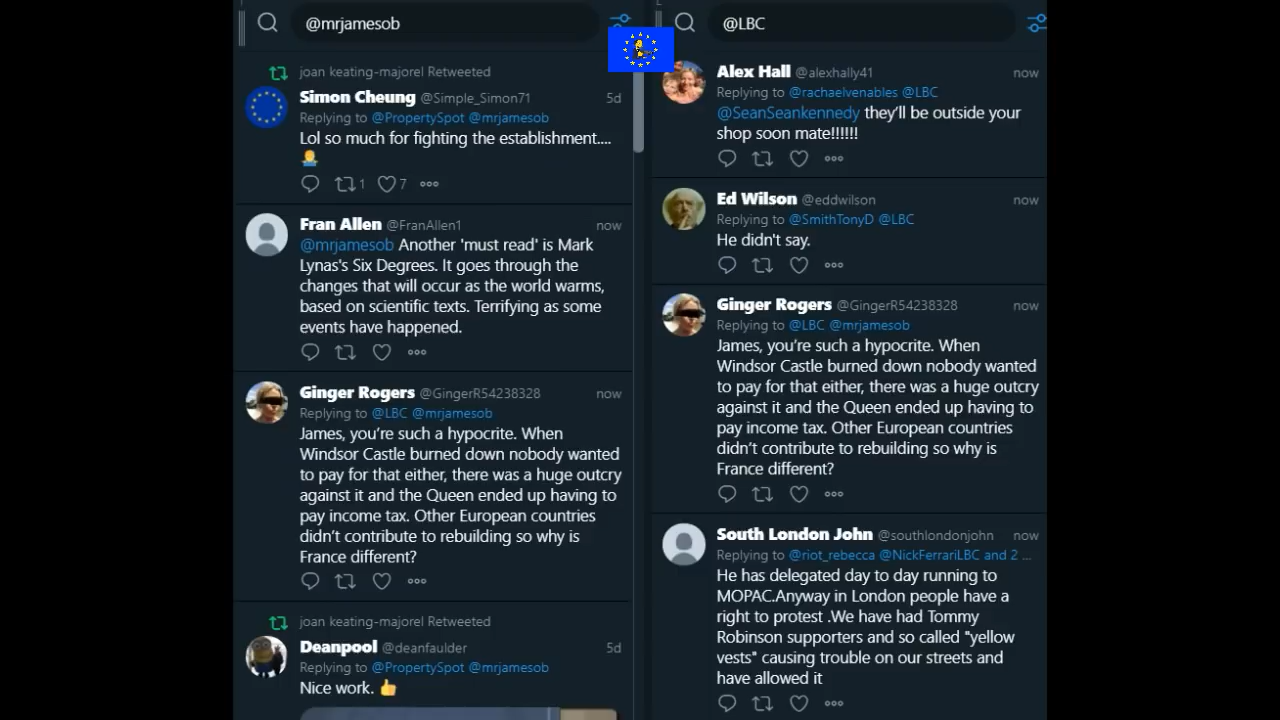 @mrjamesob
joan keating-majorel Retweeted
Simon Cheung @Simple_Simon71 5d
Replying to @PropertySpot @mrjamesob
Lol so much for fighting the establishment....
1 7
Fran Allen @FranAllen1 now
@mrjamesob Another 'must read' is Mark
Lynas's Six Degrees. It goes through the
changes that will occur as the world warms,
based on scientific texts. Terrifying as some
events have happened.
Ginger Rogers @GingerR54238328 now
Replying to @LBC @mrjamesob
James, you're such a hypocrite. When
Windsor Castle burned down nobody wanted
to pay for that either, there was a huge outcry
against it and the Queen ended up having to
pay income tax. Other European countries
didn't contribute to rebuilding so why is
France different?
joan keating-majorel Retweeted
Deanpool @deanfaulder 5d
Replying to @PropertySpot @mrjamesob
Nice work.
@LBC
Alex Hall @alexhally41 now
Replying to @rachaelvenables @LBC
@SeanSeankennedy they'll be outside your
shop soon mate!!!!!!
Ed Wilson @eddwilson now
Replying to @SmithTonyD @LBC
He didn't say.
Ginger Rogers @GingerR54238328 now
Replying to @LBC @mrjamesob
James, you're such a hypocrite. When
Windsor Castle burned down nobody wanted
to pay for that either, there was a huge outcry
against it and the Queen ended up having to
pay income tax. Other European countries
didn't contribute to rebuilding so why is
France different?
South London John @southlondonjohn now
Replying to @riot_rebecca @NickFerrariLBC and 2 ...
He has delegated day to day running to
MOPAC.Anyway in London people have a
right to protest .We have had Tommy
Robinson supporters and so called "yellow
vests" causing trouble on our streets and
have allowed it